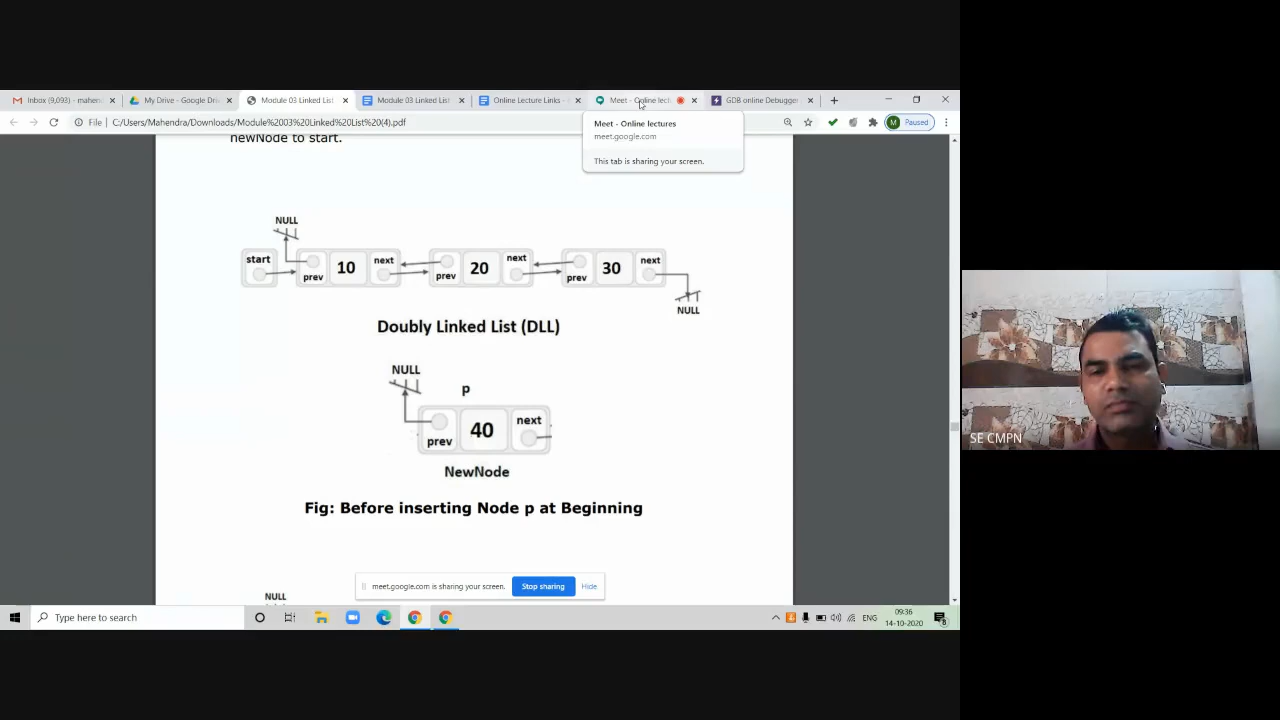 Inbox (9,093) - mahen
My Drive - Google Dri
Module 03 Linked List
Module 03 Linked List
Online Lecture Links -
Meet - Online lect
GDB online Debugger
File
C:/Users/Mahendra/Downloads/Module%2003%20Linked%20List%20(4).pdf
M
Paused
Meet - Online lectures
meet.google.com
This tab is sharing your screen.
newNode to start.
NULL
start
prev
10
next
prev
20
next
prev
30
next
NULL
Doubly Linked List (DLL)
NULL
p
prev
40
next
NewNode
Fig: Before inserting Node p at Beginning
meet.google.com is sharing your screen.
Stop sharing
Hide
NULL
SE CMPN
Type here to search
ENG
09:36
14-10-2020